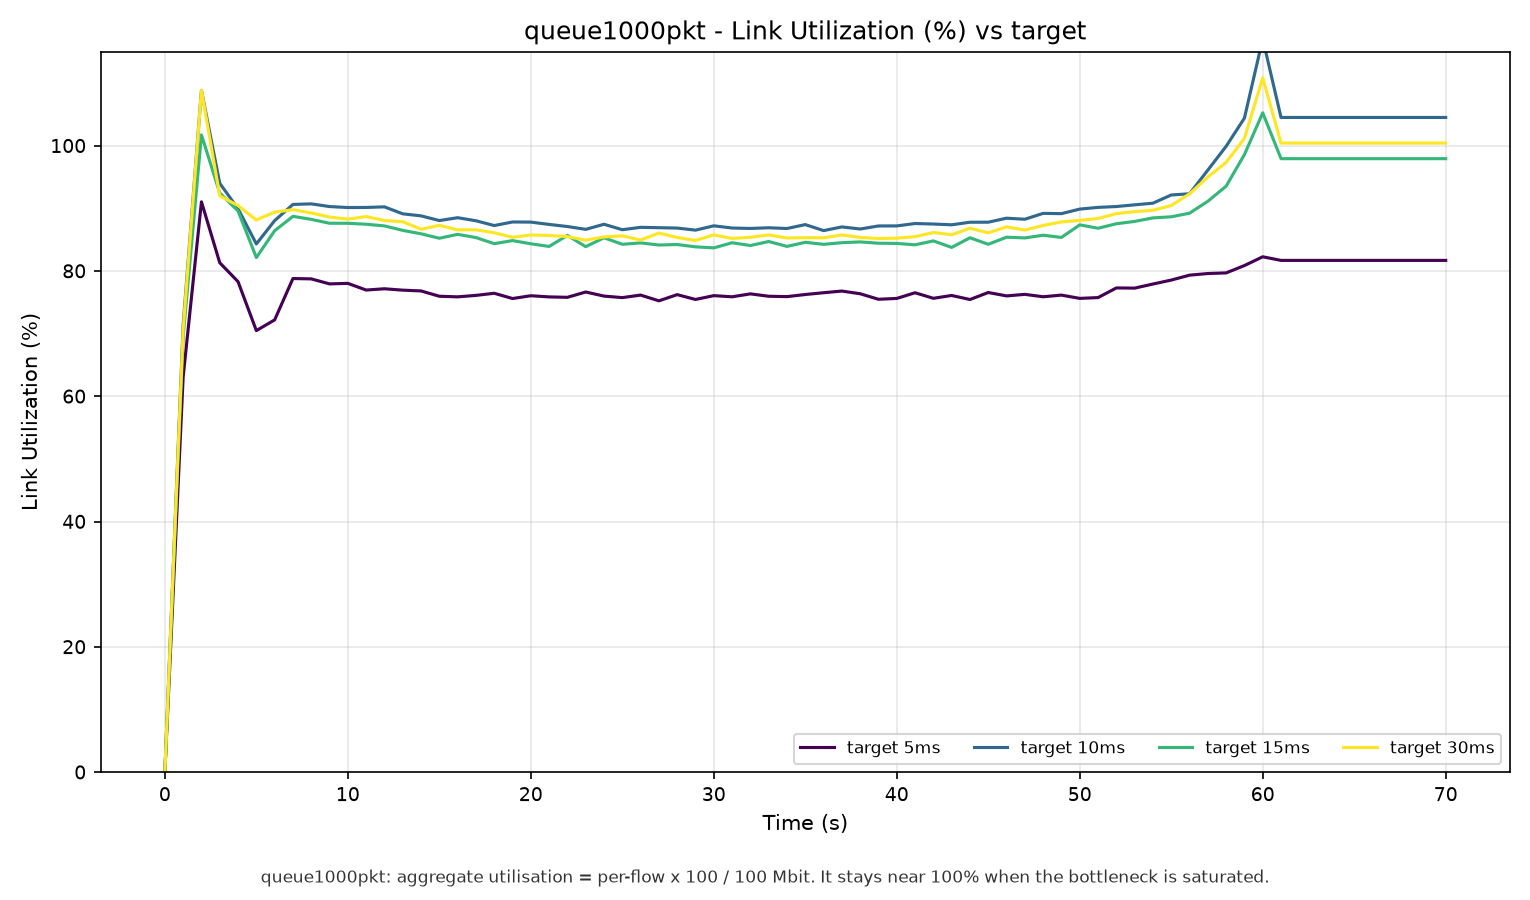 queue1000pkt - Link Utilization (%) vs target
Link Utilization (%)
100
80
60
40
20
0
0 10 20 30 40 50 60 70
target 5ms target 10ms target 15ms target 30ms
Time (s)
queue1000pkt: aggregate utilisation = per-flow x 100 / 100 Mbit. It stays near 100% when the bottleneck is saturated.